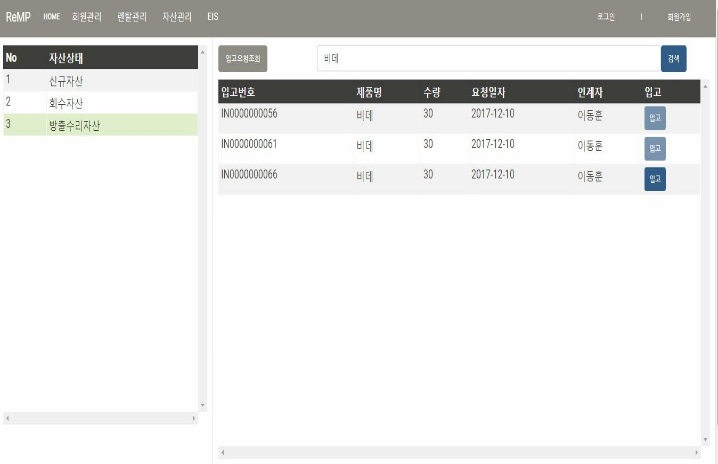 ReMP HOME 회원관리 렌탈관리 자산관리 EIS 로그인 | 회원가입
No 자산상태
1 신규자산
2 회수자산
3 방출수리자산
입고요청조회 비데 검색
입고번호 제품명 수량 요청일자 인계자 입고
IN0000000056 비데 30 2017-12-10 이동훈 입고
IN0000000061 비데 30 2017-12-10 이동훈 입고
IN0000000066 비데 30 2017-12-10 이동훈 입고